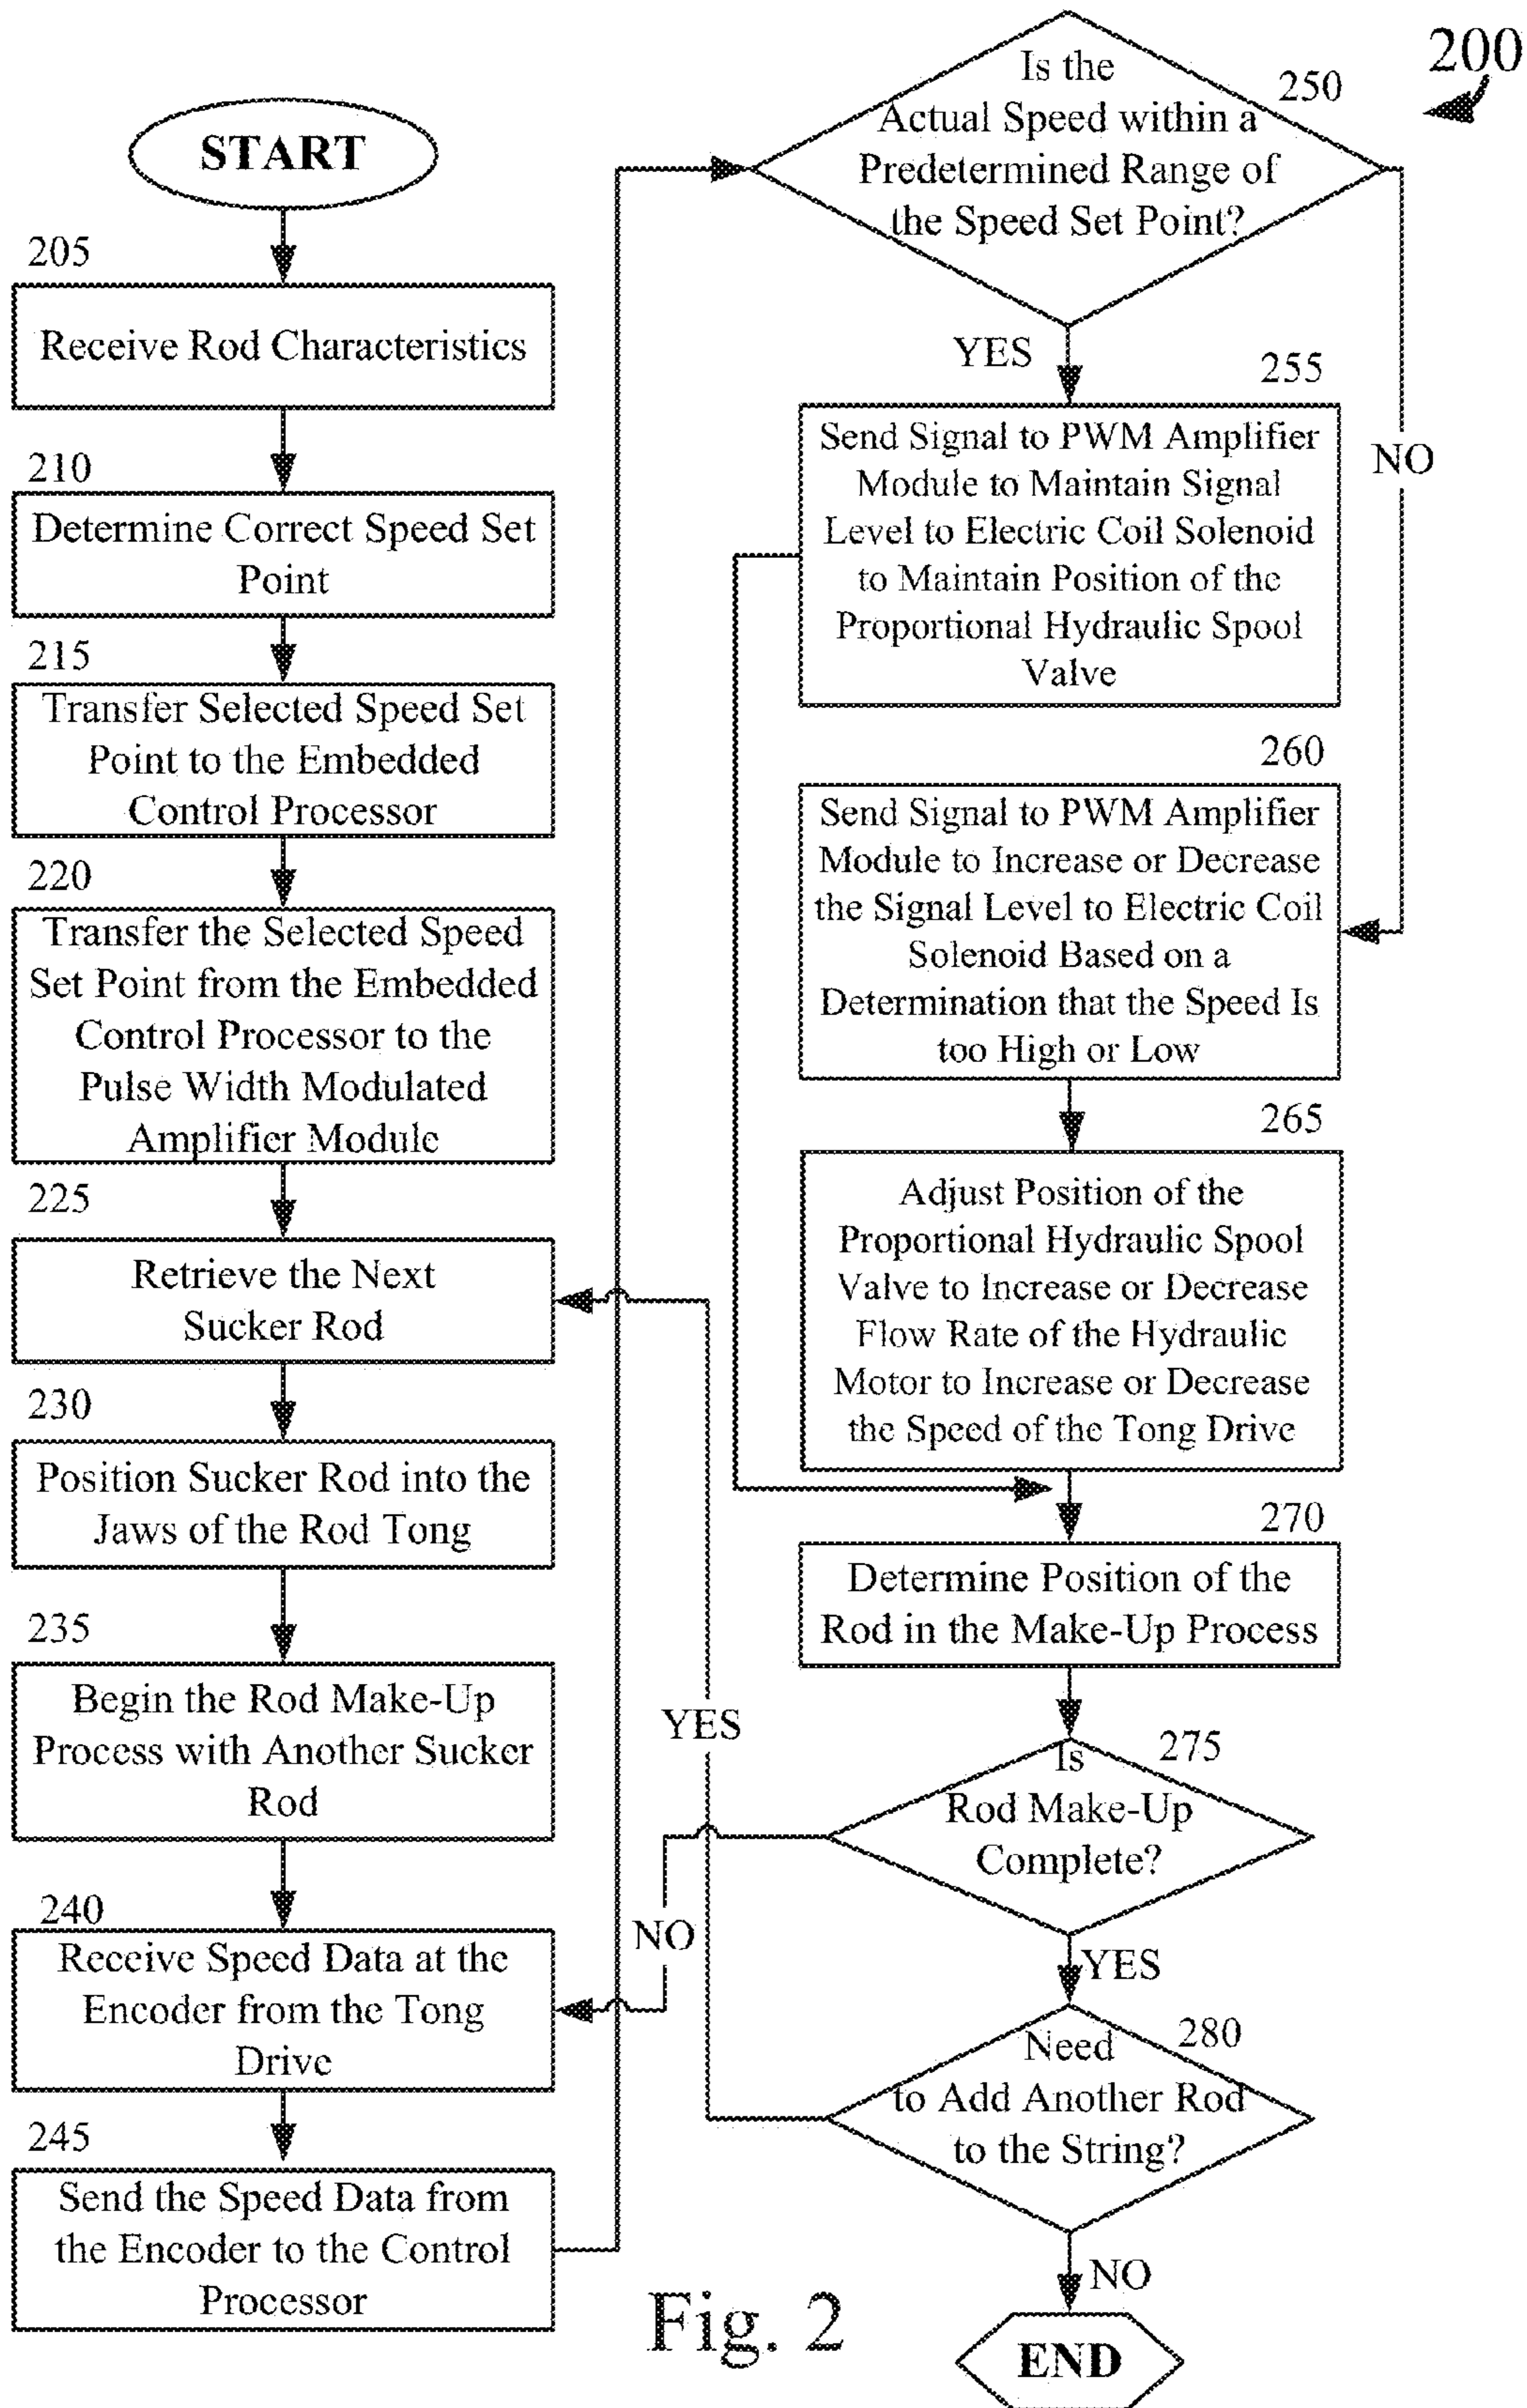 200
START
205
Receive Rod Characteristics
210
Determine Correct Speed Set
Point
215
Transfer Selected Speed Set
Point to the Embedded
Control Processor
220
Transfer the Selected Speed
Set Point from the Embedded
Control Processor to the
Pulse Width Modulated
Amplifier Module
225
Retrieve the Next
Sucker Rod
230
Position Sucker Rod into the
Jaws of the Rod Tong
235
Begin the Rod Make-Up
Process with Another Sucker
Rod
240
Receive Speed Data at the
Encoder from the Tong
Drive
245
Send the Speed Data from
the Encoder to the Control
Processor
250
Is the
Actual Speed within a
Predetermined Range of
the Speed Set Point?
YES
NO
255
Send Signal to PWM Amplifier
Module to Maintain Signal
Level to Electric Coil Solenoid
to Maintain Position of the
Proportional Hydraulic Spool
Valve
260
Send Signal to PWM Amplifier
Module to Increase or Decrease
the Signal Level to Electric Coil
Solenoid Based on a
Determination that the Speed Is
too High or Low
265
Adjust Position of the
Proportional Hydraulic Spool
Valve to Increase or Decrease
Flow Rate of the Hydraulic
Motor to Increase or Decrease
the Speed of the Tong Drive
270
Determine Position of the
Rod in the Make-Up Process
275
Is
Rod Make-Up
Complete?
NO
YES
280
Need
to Add Another Rod
to the String?
YES
NO
END
Fig. 2